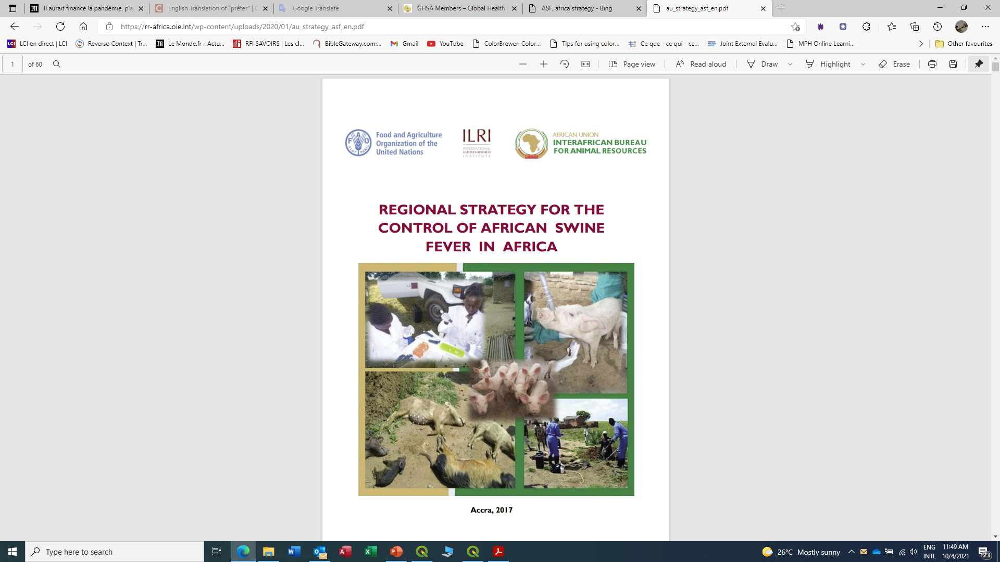 Il aurait financé la pandémie, pla
English Translation of “prêter” | C
Google Translate
GHSA Members – Global Health
ASF, africa strategy - Bing
au_strategy_asf_en.pdf
https://rr-africa.oie.int/wp-content/uploads/2020/01/au_strategy_asf_en.pdf
LCI en direct | LCI
Reverso Context | Tr...
Le Monde.fr - Actu...
RFI SAVOIRS | Les cl...
BibleGateway.com:...
Gmail
YouTube
ColorBrewer: Color...
Tips for using color...
Ce que - ce qui - ce...
Joint External Evalu...
MPH Online Learni...
Other favourites
1 of 60
Page view
Read aloud
Draw
Highlight
Erase
FAO
FIAT PANIS
Food and Agriculture
Organization of the
United Nations
ILRI
INTERNATIONAL
LIVESTOCK RESEARCH
INSTITUTE
AFRICAN UNION
INTERAFRICAN BUREAU
FOR ANIMAL RESOURCES
REGIONAL STRATEGY FOR THE
CONTROL OF AFRICAN SWINE
FEVER IN AFRICA
Accra, 2017
Type here to search
26°C Mostly sunny
ENG
INTL
11:49 AM
10/4/2021
23